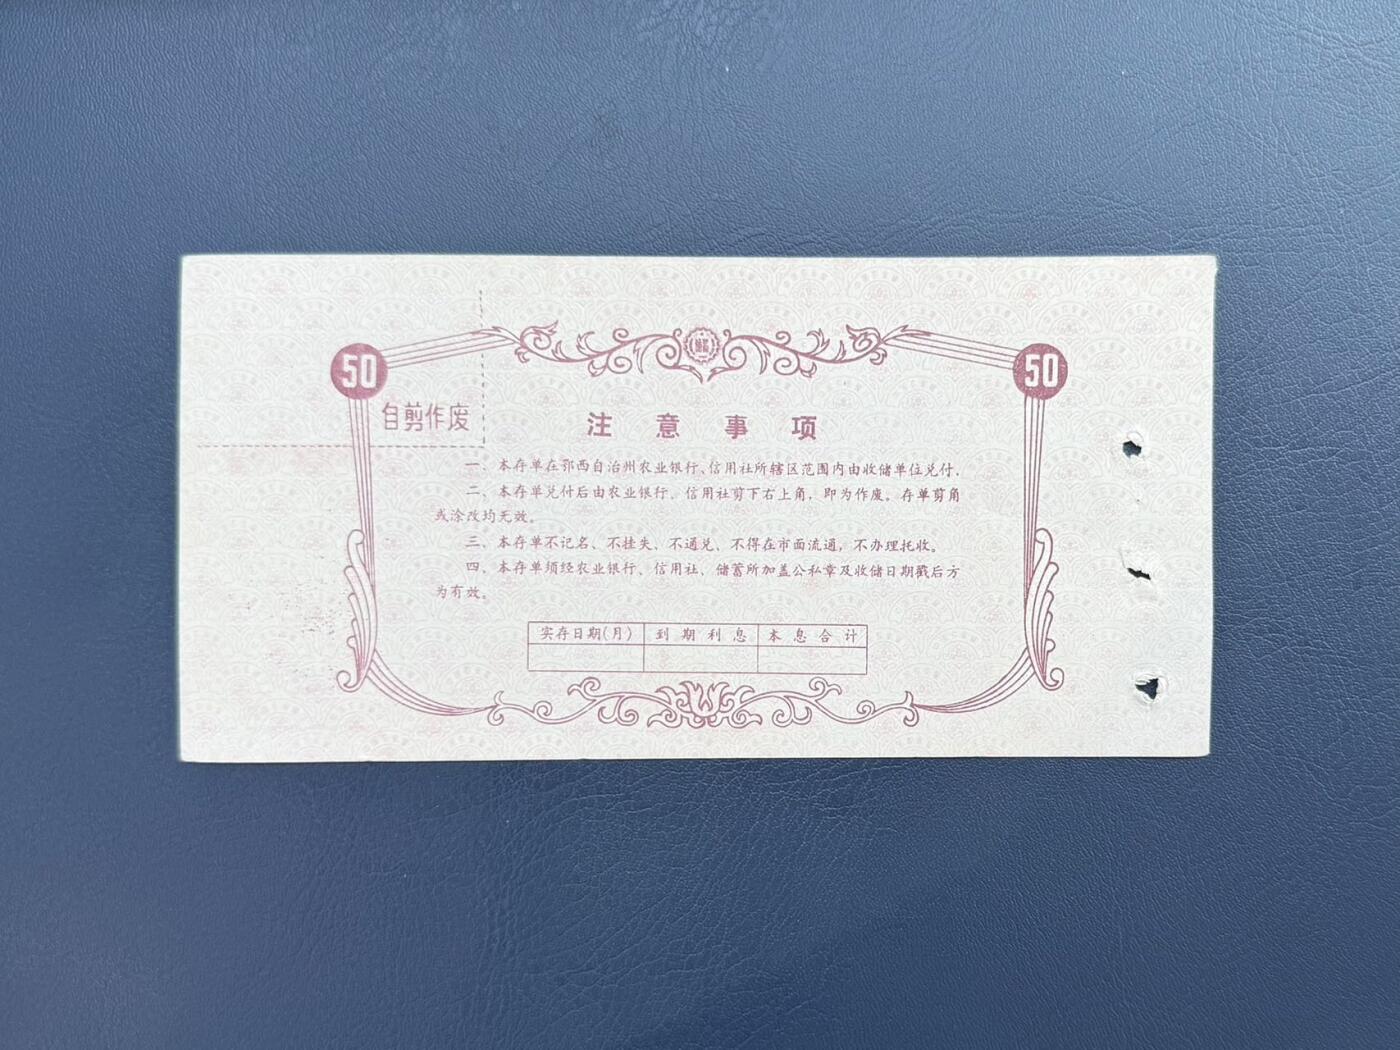 50
50
自剪作废
注意事项
一、本存单在鄂西自治州农业银行、信用社所辖区范围内由收储单位兑付．
二、本存单兑付后由农业银行、信用社剪下右上角，即为作废。存单剪角
或涂改均无效。
三、本存单不记名、不挂失、不通兑、不得在市面流通，不办理托收。
四、本存单须经农业银行、信用社、储蓄所加盖公私章及收储日期戳后方
为有效。
实存日期(月) 到期利息 本息合计